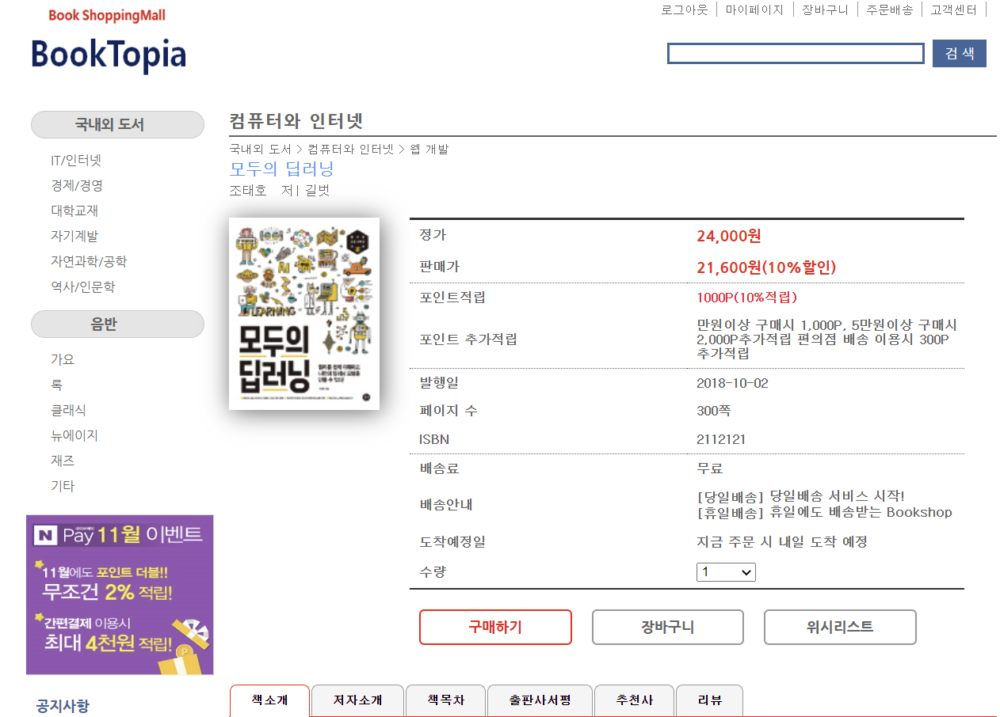 Book ShoppingMall
BookTopia
로그아웃 마이페이지 장바구니 주문배송 고객센터
검 색
국내외 도서
IT/인터넷
경제/경영
대학교재
자기계발
자연과학/공학
역사/인문학
음반
가요
록
클래식
뉴에이지
재즈
기타
N Pay 11월 이벤트
11월에도 포인트 더블!!
무조건 2% 적립!
간편결제 이용시
최대 4천원 적립!
P
공지사항
컴퓨터와 인터넷
국내외 도서 > 컴퓨터와 인터넷 > 웹 개발
모두의 딥러닝
조태호 저| 길벗
AI
LEARNING
모두의
딥러닝
정가 24,000원
판매가 21,600원(10%할인)
포인트적립 1000P(10%적립)
포인트 추가적립 만원이상 구매시 1,000P, 5만원이상 구매시
2,000P추가적립 편의점 배송 이용시 300P
추가적립
발행일 2018-10-02
페이지 수 300쪽
ISBN 2112121
배송료 무료
배송안내 [당일배송] 당일배송 서비스 시작!
[휴일배송] 휴일에도 배송받는 Bookshop
도착예정일 지금 주문 시 내일 도착 예정
수량 1
구매하기 장바구니 위시리스트
책소개 저자소개 책목차 출판사서평 추천사 리뷰